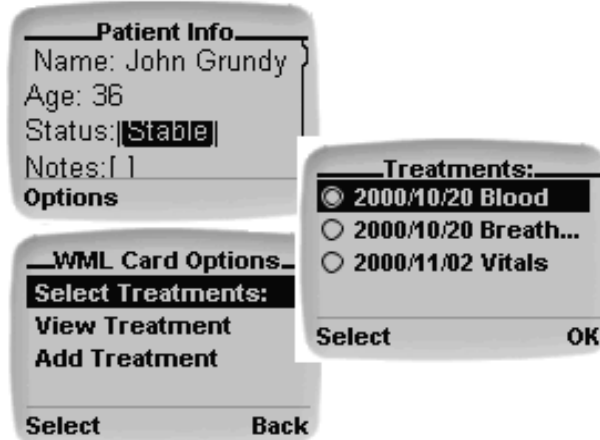 Patient Info
Name: John Grundy
Age: 36
Status:[Stable]
Notes:[ ]
Options
Treatments:
2000/10/20 Blood
2000/10/20 Breath...
2000/11/02 Vitals
Select OK
WML Card Options
Select Treatments:
View Treatment
Add Treatment
Select Back